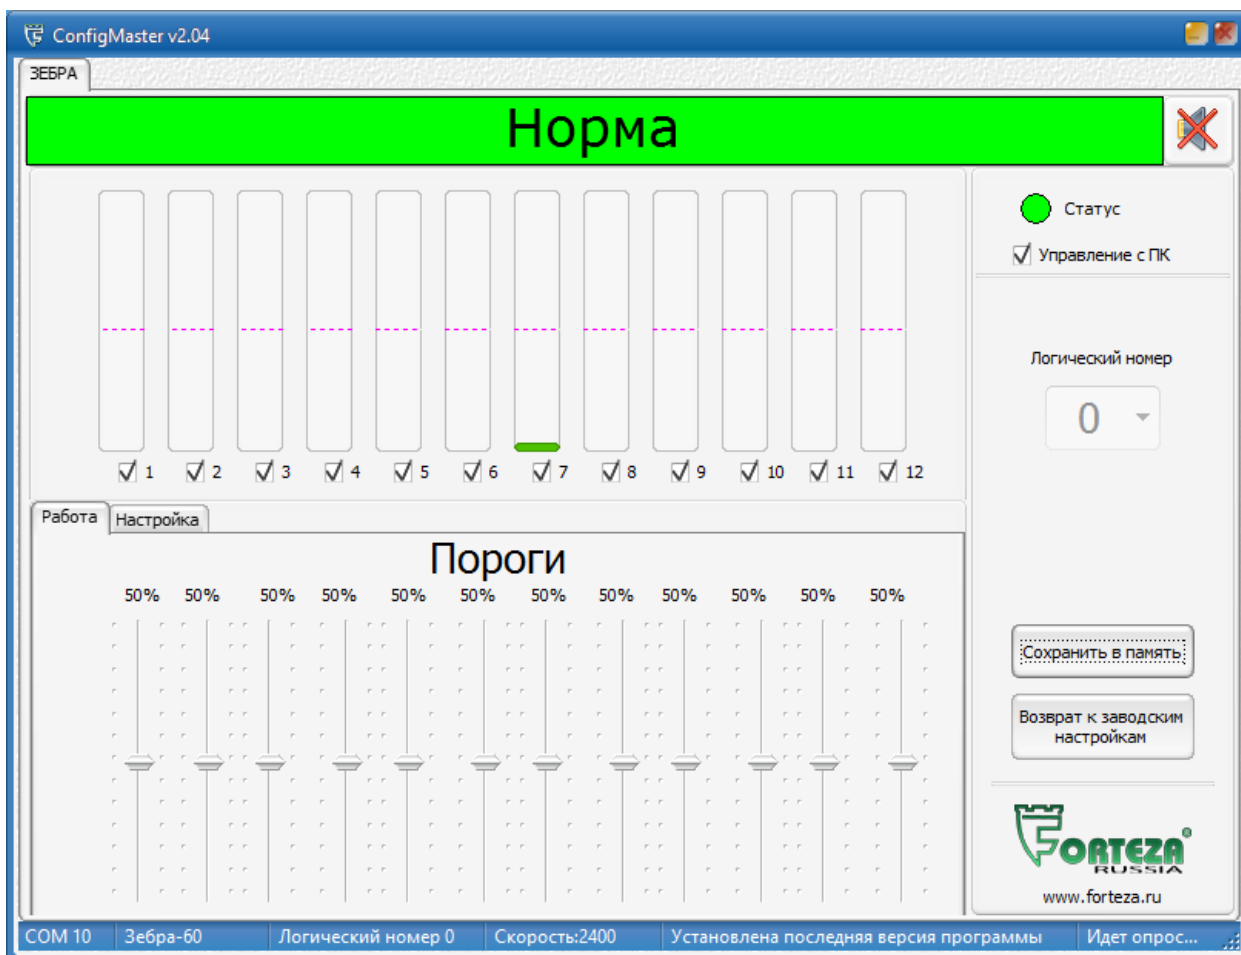 ConfigMaster v2.04
ЗЕБРА
Норма
Статус
Управление с ПК
Логический номер
0
1 2 3 4 5 6 7 8 9 10 11 12
Работа Настройка
Пороги
50% 50% 50% 50% 50% 50% 50% 50% 50% 50% 50% 50%
Сохранить в память
Возврат к заводским
настройкам
FORTEZA®
RUSSIA
www.forteza.ru
COM 10 Зебра-60 Логический номер 0 Скорость:2400 Установлена последняя версия программы Идет опрос...